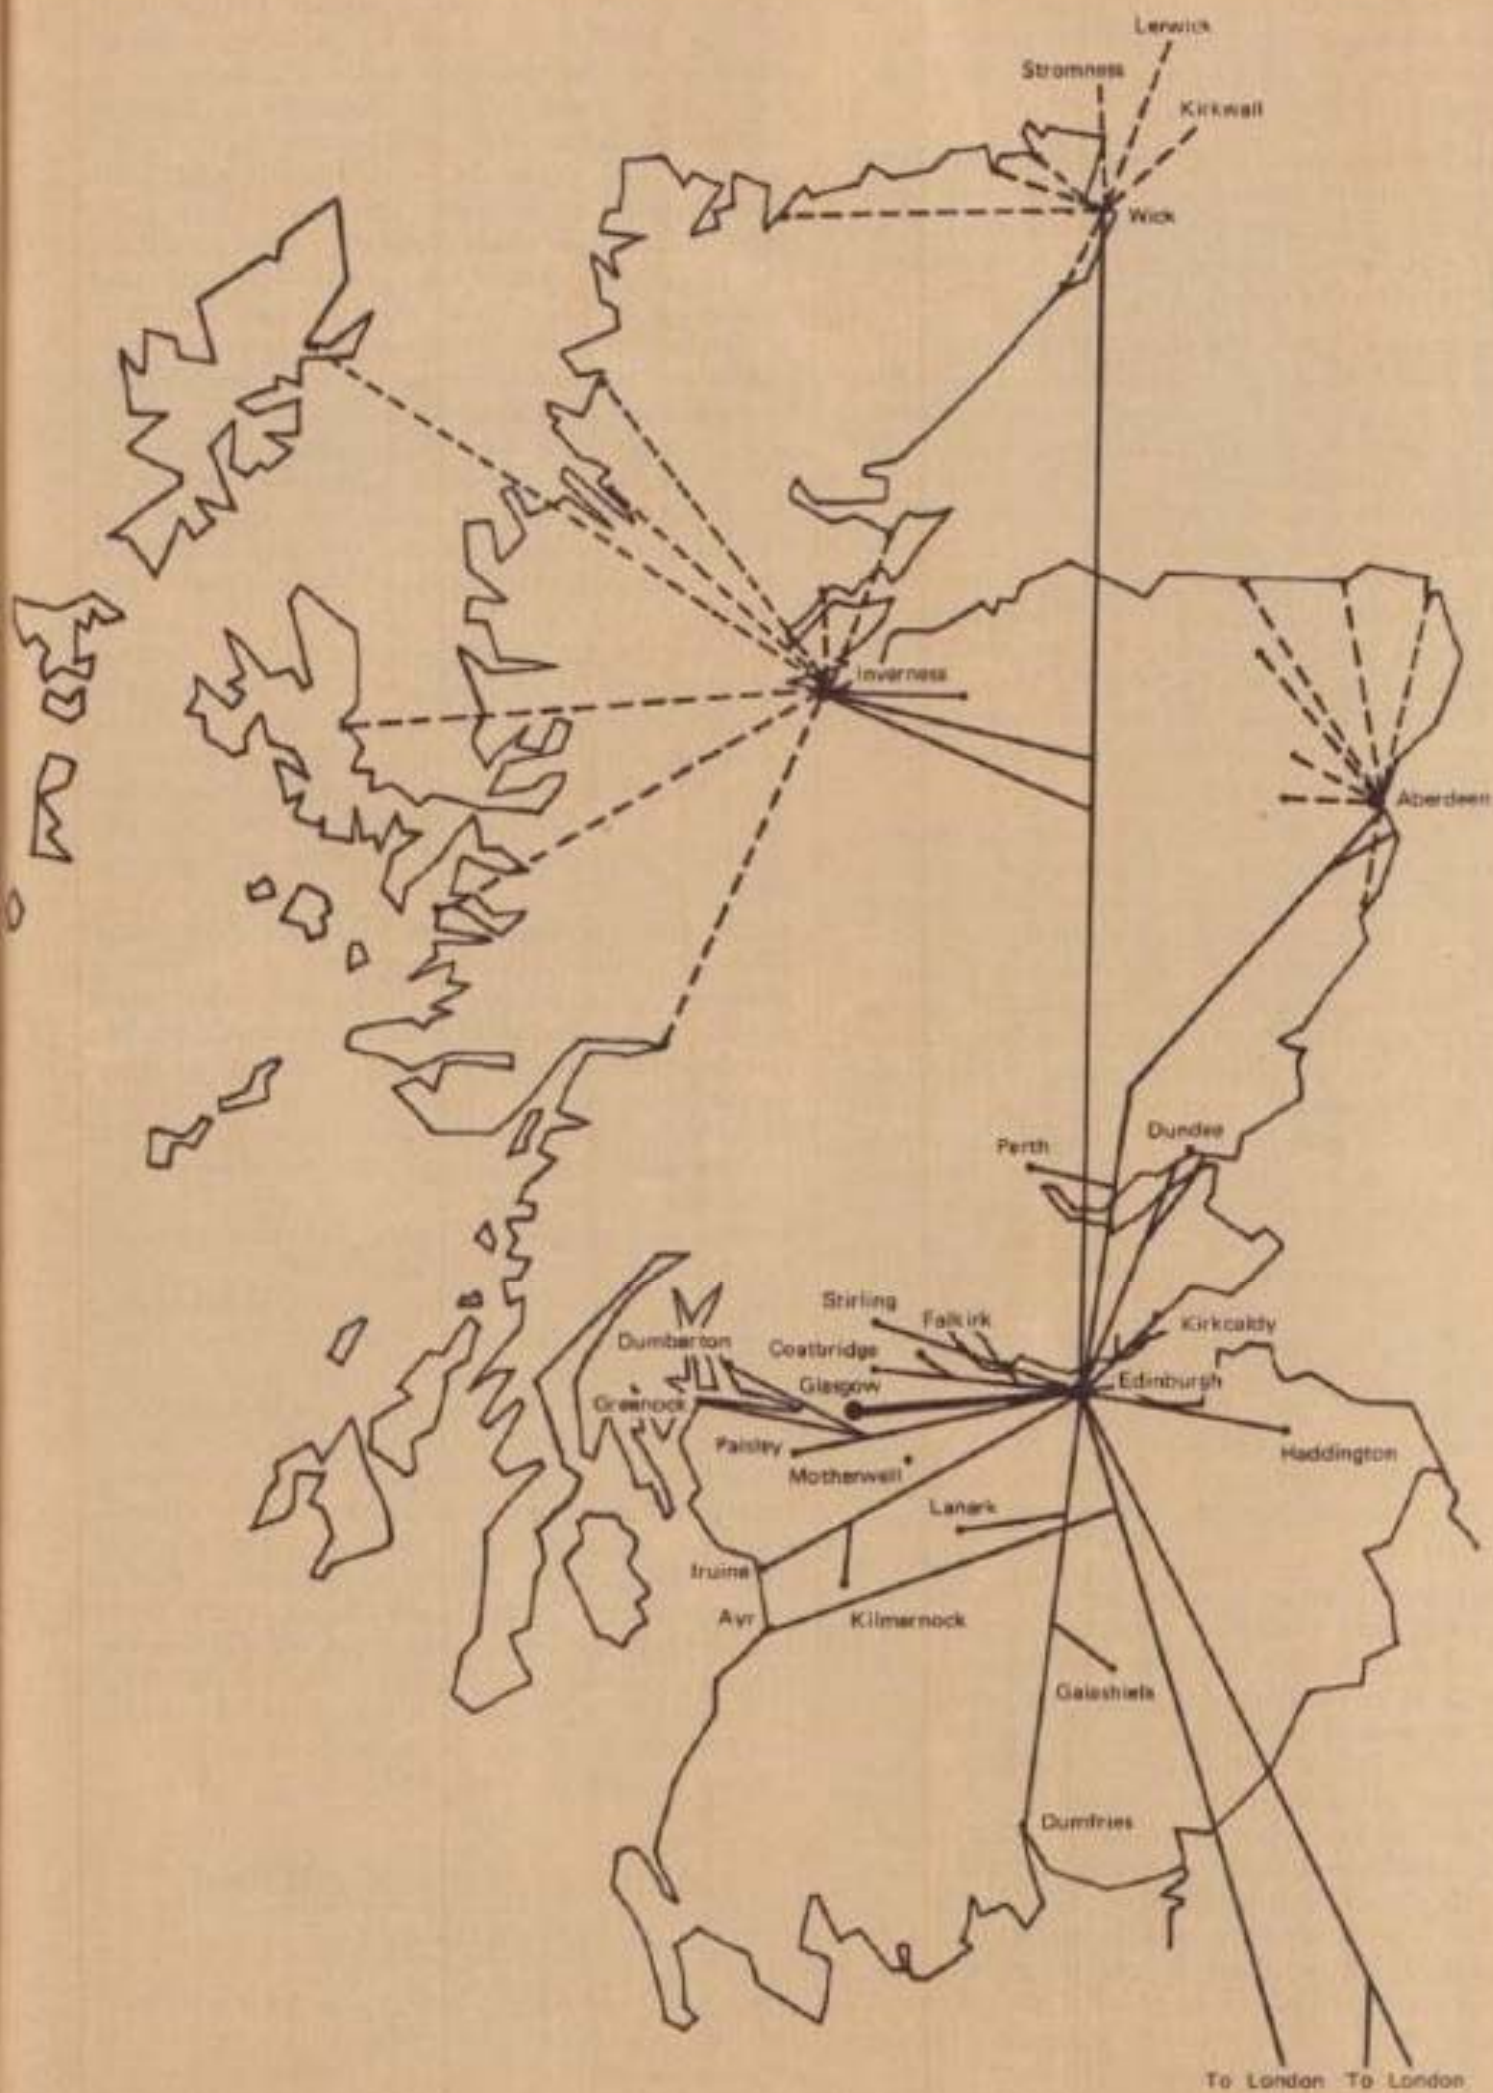 Lerwick
Stromness
Kirkwall
Wick
Inverness
Aberdeen
Dundee
Perth
Stirling
Falkirk
Kirkcaldy
Dumbarton
Coatbridge
Glasgow
Edinburgh
Greenock
Paisley
Haddington
Motherwell
Lanark
Iruine
Ayr
Kilmarnock
Galashiels
Dumfries
To London To London